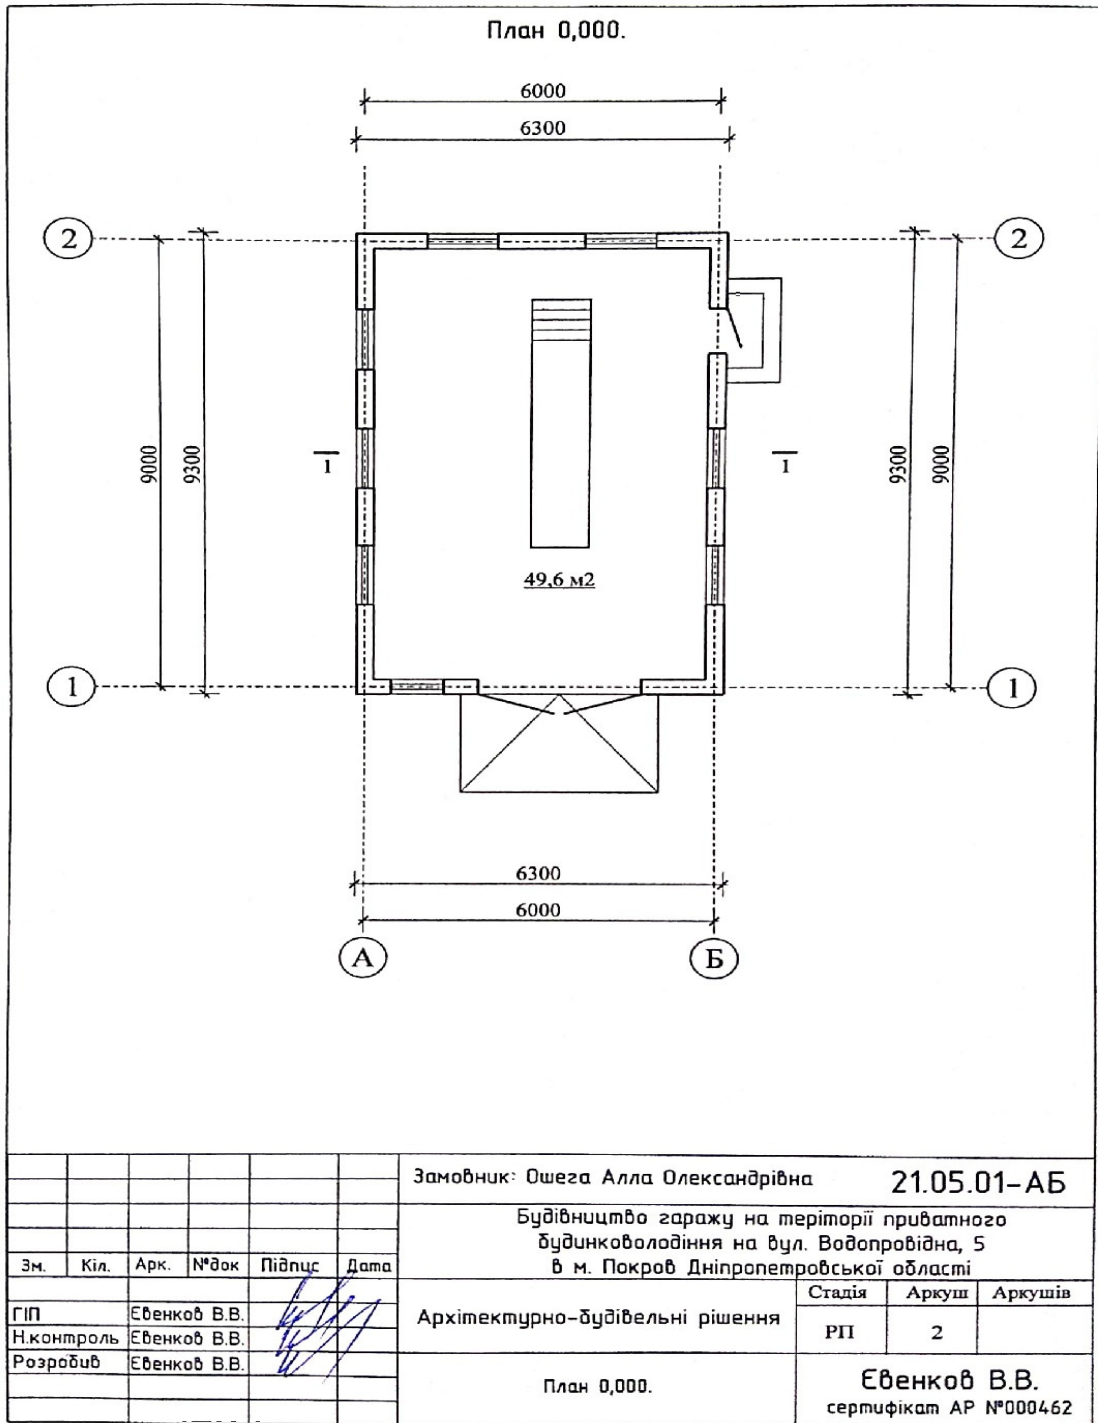 План 0,000.
6000
6300
2
2
9000
9300
9300
9000
1
1
49,6 м2
1
1
6300
6000
А
Б
Замовник: Ошега Алла Олександрівна
21.05.01-АБ
Будівництво гаражу на теріторії приватного
будинковолодіння на вул. Водопровідна, 5
в м. Покров Дніпропетровської області
Зм. Кіл. Арк. №док Підпис Дата
ГІП Євенков В.В.
Н.контроль Євенков В.В.
Розробив Євенков В.В.
Архітектурно-будівельні рішення
Стадія Аркуш Аркушів
РП 2
План 0,000.
Євенков В.В.
сертифікат АР №000462